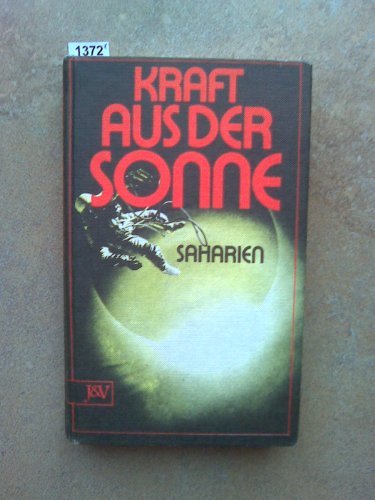 1372
KRAFT
AUS DER
SONNE
SAHARIEN
J&V